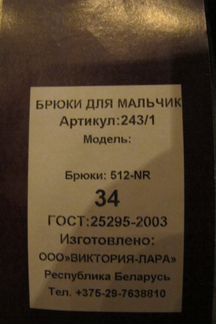 БРЮКИ ДЛЯ МАЛЬЧИК
Артикул:243/1
Модель:
Брюки: 512-NR
34
ГОСТ:25295-2003
Изготовлено:
ООО»ВИКТОРИЯ-ЛАРА»
Республика Беларусь
Тел. +375-29-7638810